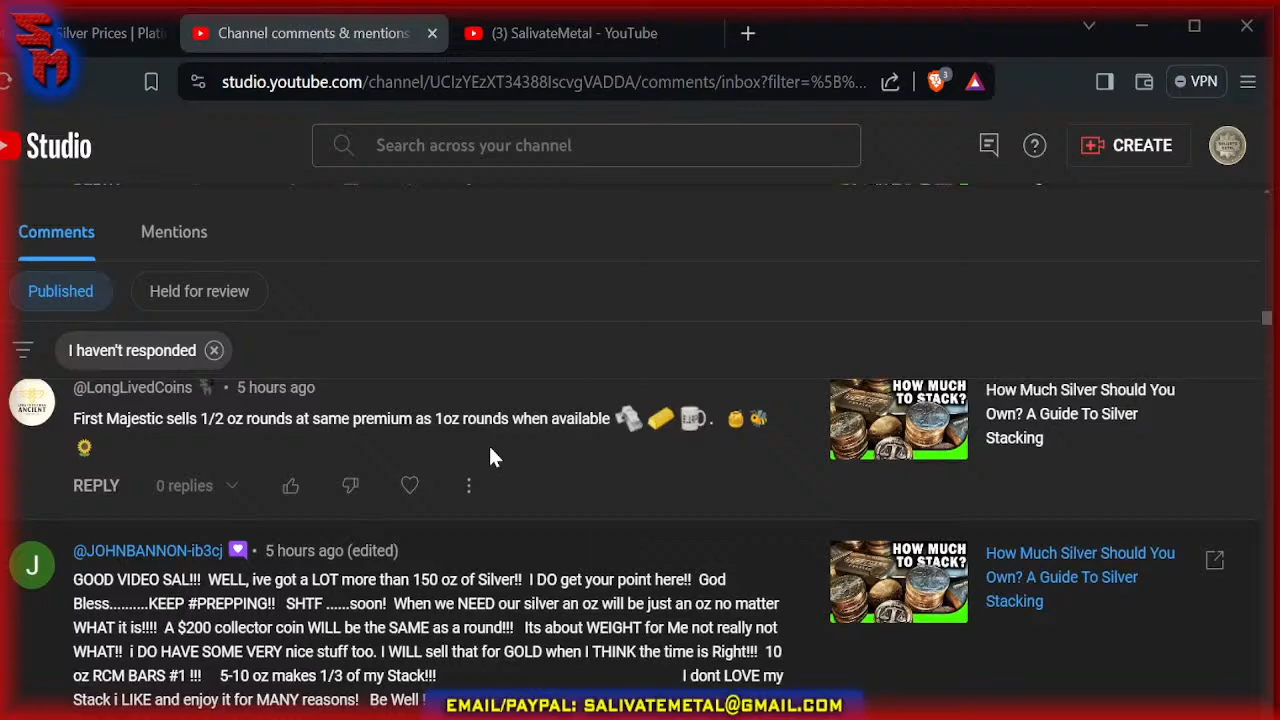 SM
Silver Prices | Plati
Channel comments & mentions
(3) SalivateMetal - YouTube
studio.youtube.com/channel/UCIzYEzXT34388IscvgVADDA/comments/inbox?filter=%5B%...
3
VPN
Studio
Search across your channel
CREATE
Comments
Mentions
Published
Held for review
I haven't responded
@LongLivedCoins • 5 hours ago
First Majestic sells 1/2 oz rounds at same premium as 1oz rounds when available .
REPLY
0 replies
HOW MUCH
TO STACK?
How Much Silver Should You
Own? A Guide To Silver
Stacking
J
@JOHNBANNON-ib3cj • 5 hours ago (edited)
GOOD VIDEO SAL!!! WELL, ive got a LOT more than 150 oz of Silver!! I DO get your point here!! God
Bless..........KEEP #PREPPING!! SHTF ......soon! When we NEED our silver an oz will be just an oz no matter
WHAT it is!!!! A $200 collector coin WILL be the SAME as a round!!! Its about WEIGHT for Me not really not
WHAT!! i DO HAVE SOME VERY nice stuff too. I WILL sell that for GOLD when I THINK the time is Right!!! 10
oz RCM BARS #1 !!! 5-10 oz makes 1/3 of my Stack!!! I dont LOVE my
Stack i LIKE and enjoy it for MANY reasons! Be Well !
HOW MUCH
TO STACK?
How Much Silver Should You
Own? A Guide To Silver
Stacking
EMAIL/PAYPAL: SALIVATEMETAL@GMAIL.COM